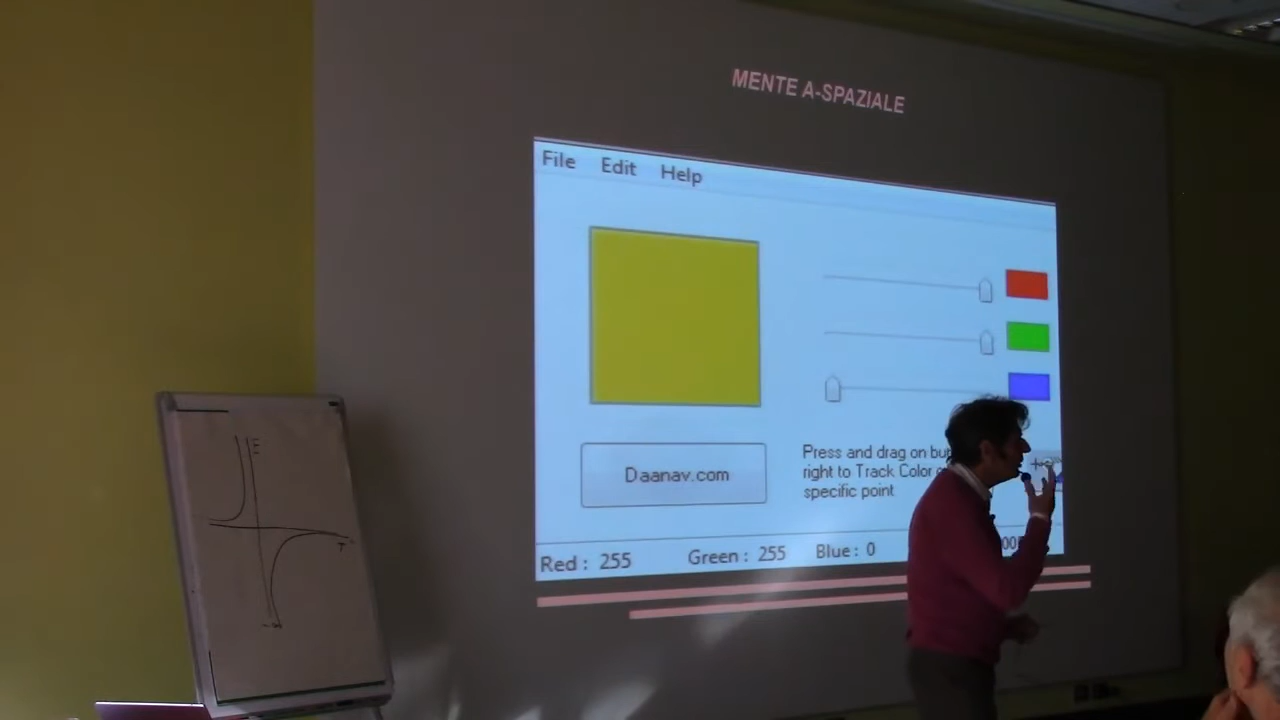 MENTE A-SPAZIALE
File Edit Help
Daanav.com
Press and drag on
right to Track Color
specific point
Red : 255 Green : 255 Blue : 0
E
T